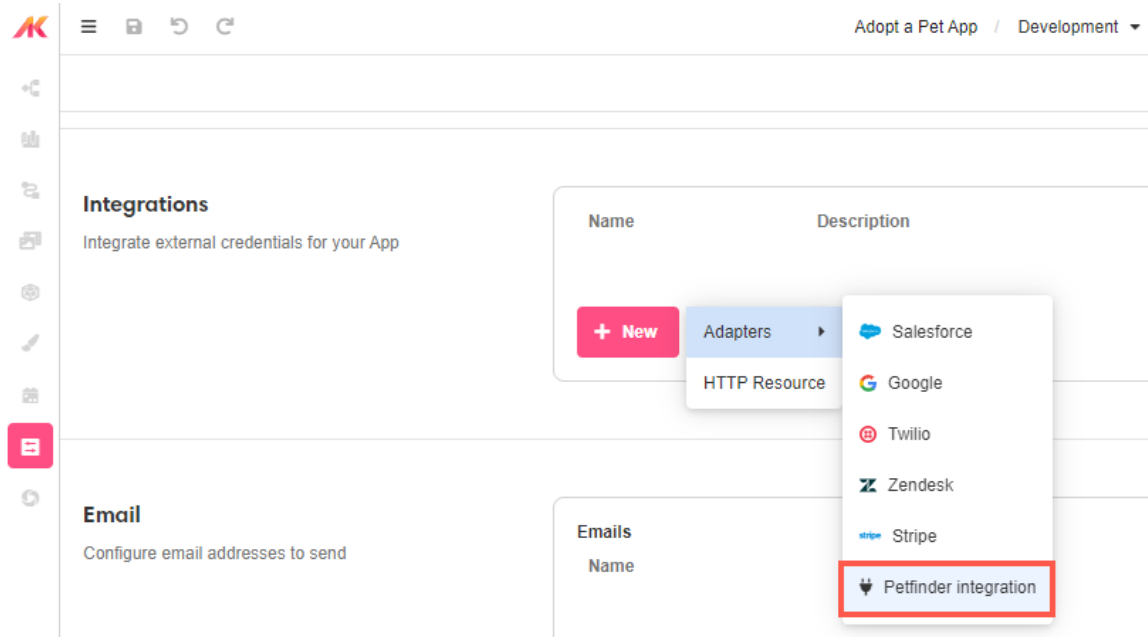 AK
Adopt a Pet App / Development
Integrations
Integrate external credentials for your App
Name Description
+ New
Adapters
HTTP Resource
Salesforce
Google
Twilio
Zendesk
stripe Stripe
Petfinder integration
Email
Configure email addresses to send
Emails
Name